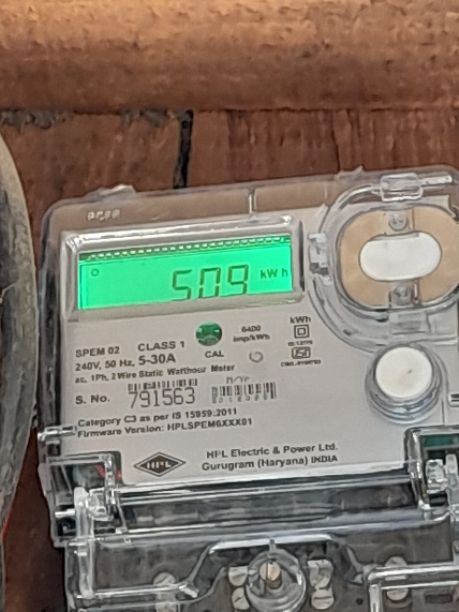 509 kWh
SPEM 02 CLASS 1
240V, 50 Hz, 5-30A
ac, 1Ph, 2 Wire Static Watthour Meter
CAL
6400
imp/kWh
kWh
S. No. 791563
Category C3 as per IS 15959:2011
Firmware Version: HPLSPEM6XXX01
HPL
HPL Electric & Power Ltd.
Gurugram (Haryana) INDIA